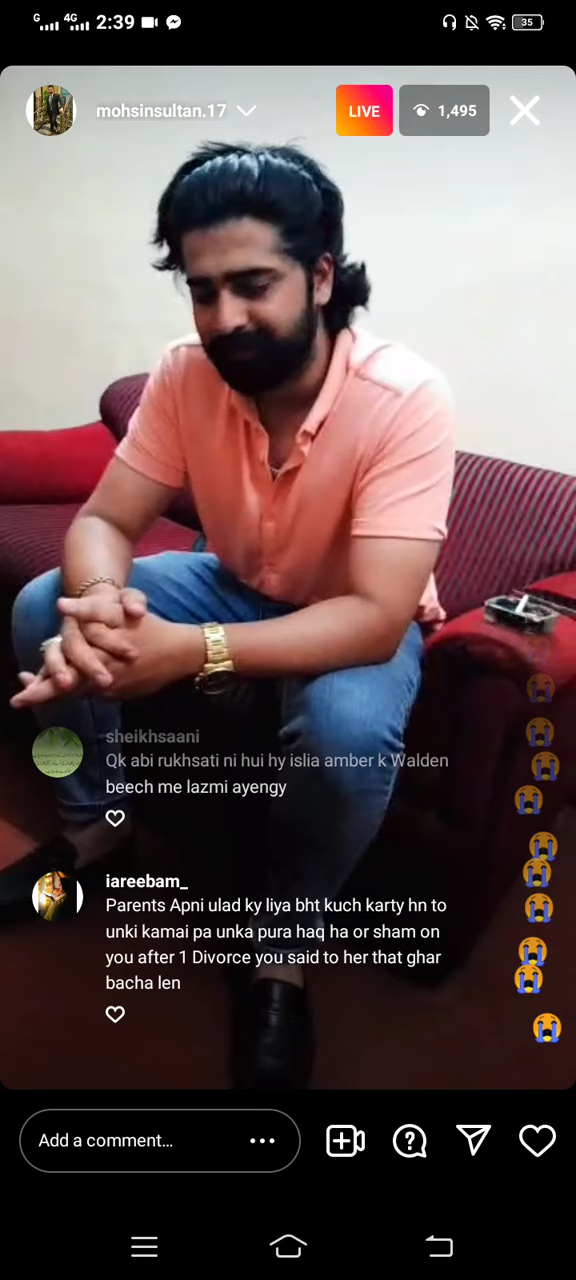 G 4G 2:39 35
mohsinsultan.17 LIVE 1,495
sheikhsaani
Qk abi rukhsati ni hui hy islia amber k Walden
beech me lazmi ayengy
iareebam_
Parents Apni ulad ky liya bht kuch karty hn to
unki kamai pa unka pura haq ha or sham on
you after 1 Divorce you said to her that ghar
bacha len
Add a comment...